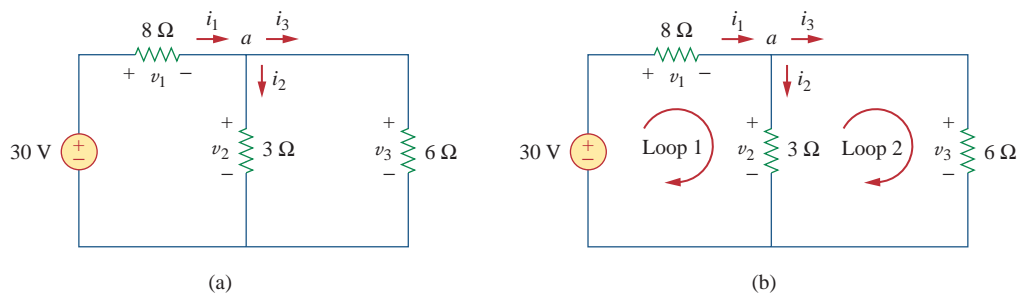 8 Ω i₁ a i₃
+ v₁ −
i₂
30 V + −
+ v₂ − 3 Ω
+ v₃ − 6 Ω
(a)
8 Ω i₁ a i₃
+ v₁ −
i₂
30 V + −
Loop 1
+ v₂ − 3 Ω
Loop 2
+ v₃ − 6 Ω
(b)